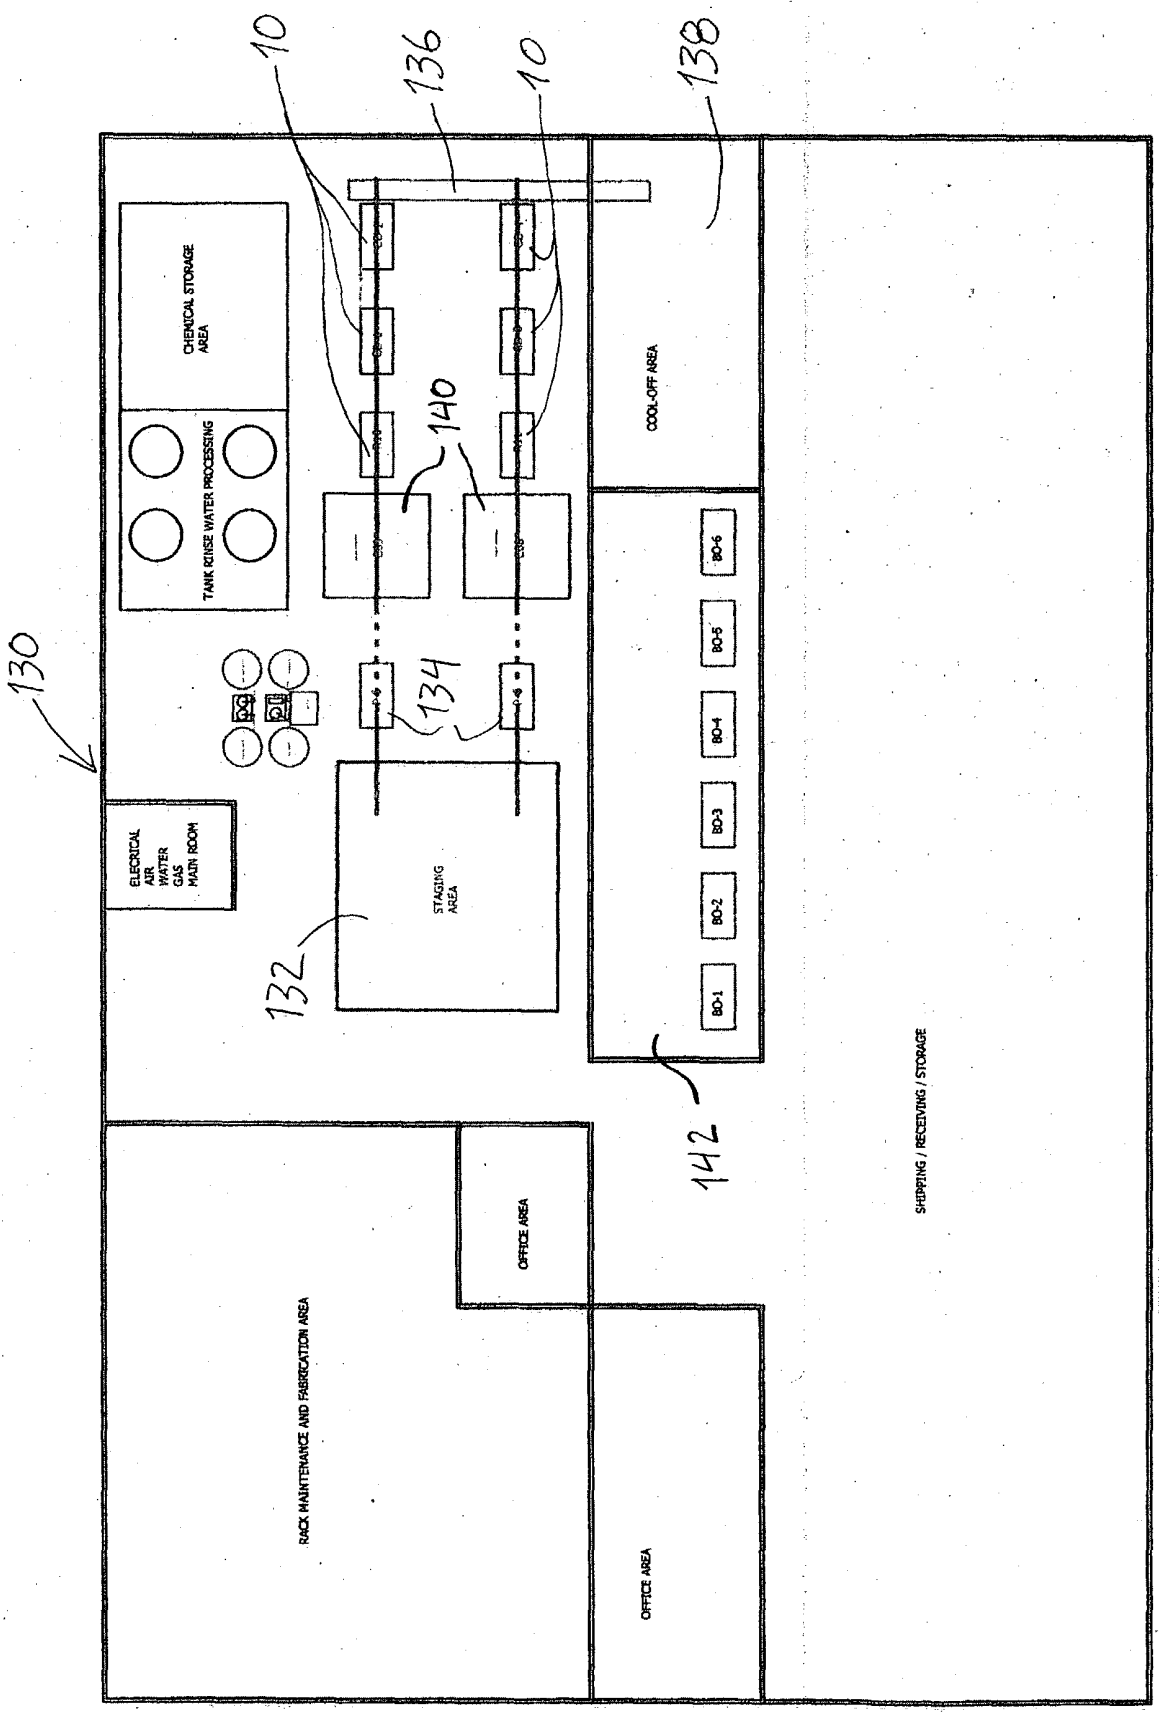 10
136
10
138
CHEMICAL STORAGE
AREA
TANK RINSE WATER PROCESSING
140
COOL-OFF AREA
130
134
ELECRICAL
AIR
WATER
GAS
MAIN ROOM
STAGING
AREA
132
BO-1
BO-2
BO-3
BO-4
BO-5
BO-6
142
RACK MAINTENANCE AND FABRICATION AREA
OFFICE AREA
OFFICE AREA
SHIPPING / RECEIVING / STORAGE